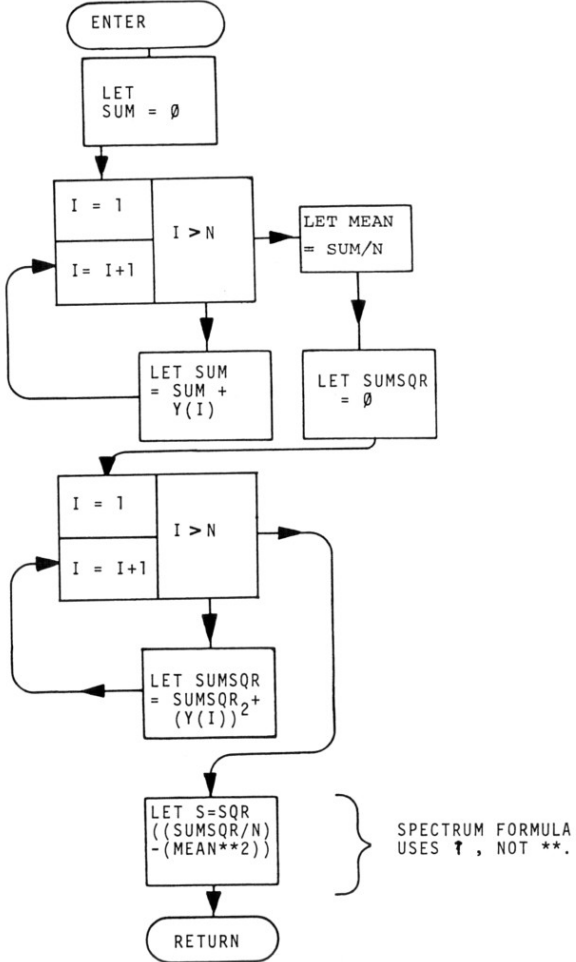 ENTER
LET
SUM = Ø
I = 1
I > N
I= I+1
LET MEAN
= SUM/N
LET SUM
= SUM +
Y(I)
LET SUMSQR
= Ø
I = 1
I > N
I = I+1
LET SUMSQR
= SUMSQR +
(Y(I))²
LET S=SQR
((SUMSQR/N)
-(MEAN**2))
SPECTRUM FORMULA
USES ↑ , NOT **.
RETURN